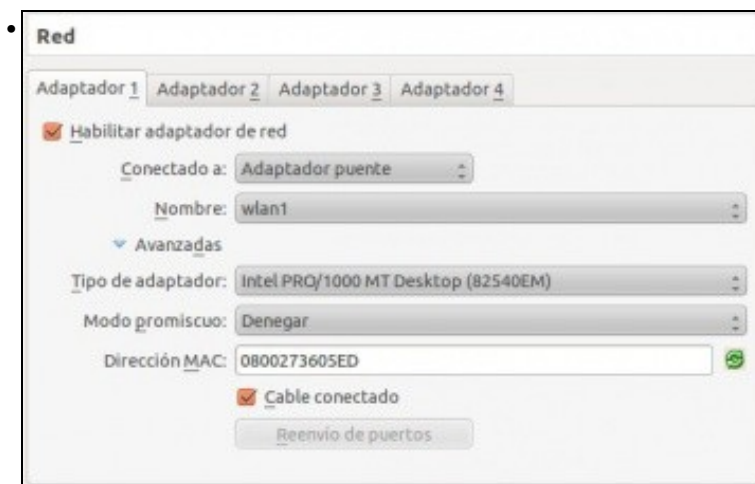 Red
Adaptador 1 Adaptador 2 Adaptador 3 Adaptador 4
Habilitar adaptador de red
Conectado a: Adaptador puente
Nombre: wlan1
Avanzadas
Tipo de adaptador: Intel PRO/1000 MT Desktop (82540EM)
Modo promiscuo: Denegar
Dirección MAC: 0800273605ED
Cable conectado
Reenvío de puertos